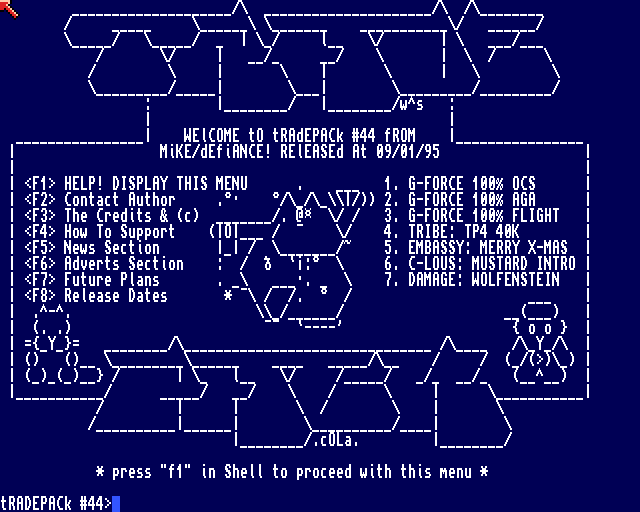 w^s
WElCOME tO tRAdEPACk #44 fROM
MiKE/dEfiANCE! RElEASEd At 09/01/95
<F1> HELP! DISPLAY THIS MENU
<F2> Contact Author
<F3> The Credits & (c)
<F4> How To Support
<F5> News Section
<F6> Adverts Section
<F7> Future Plans
<F8> Release Dates
1. G-FORCE 100% OCS
2. G-FORCE 100% AGA
3. G-FORCE 100% FLIGHT
4. TRIBE: TP4 40K
5. EMBASSY: MERRY X-MAS
6. C-LOUS: MUSTARD INTRO
7. DAMAGE: WOLFENSTEIN
.cOLa.
* press "f1" in Shell to proceed with this menu *
tRADEPACk #44>